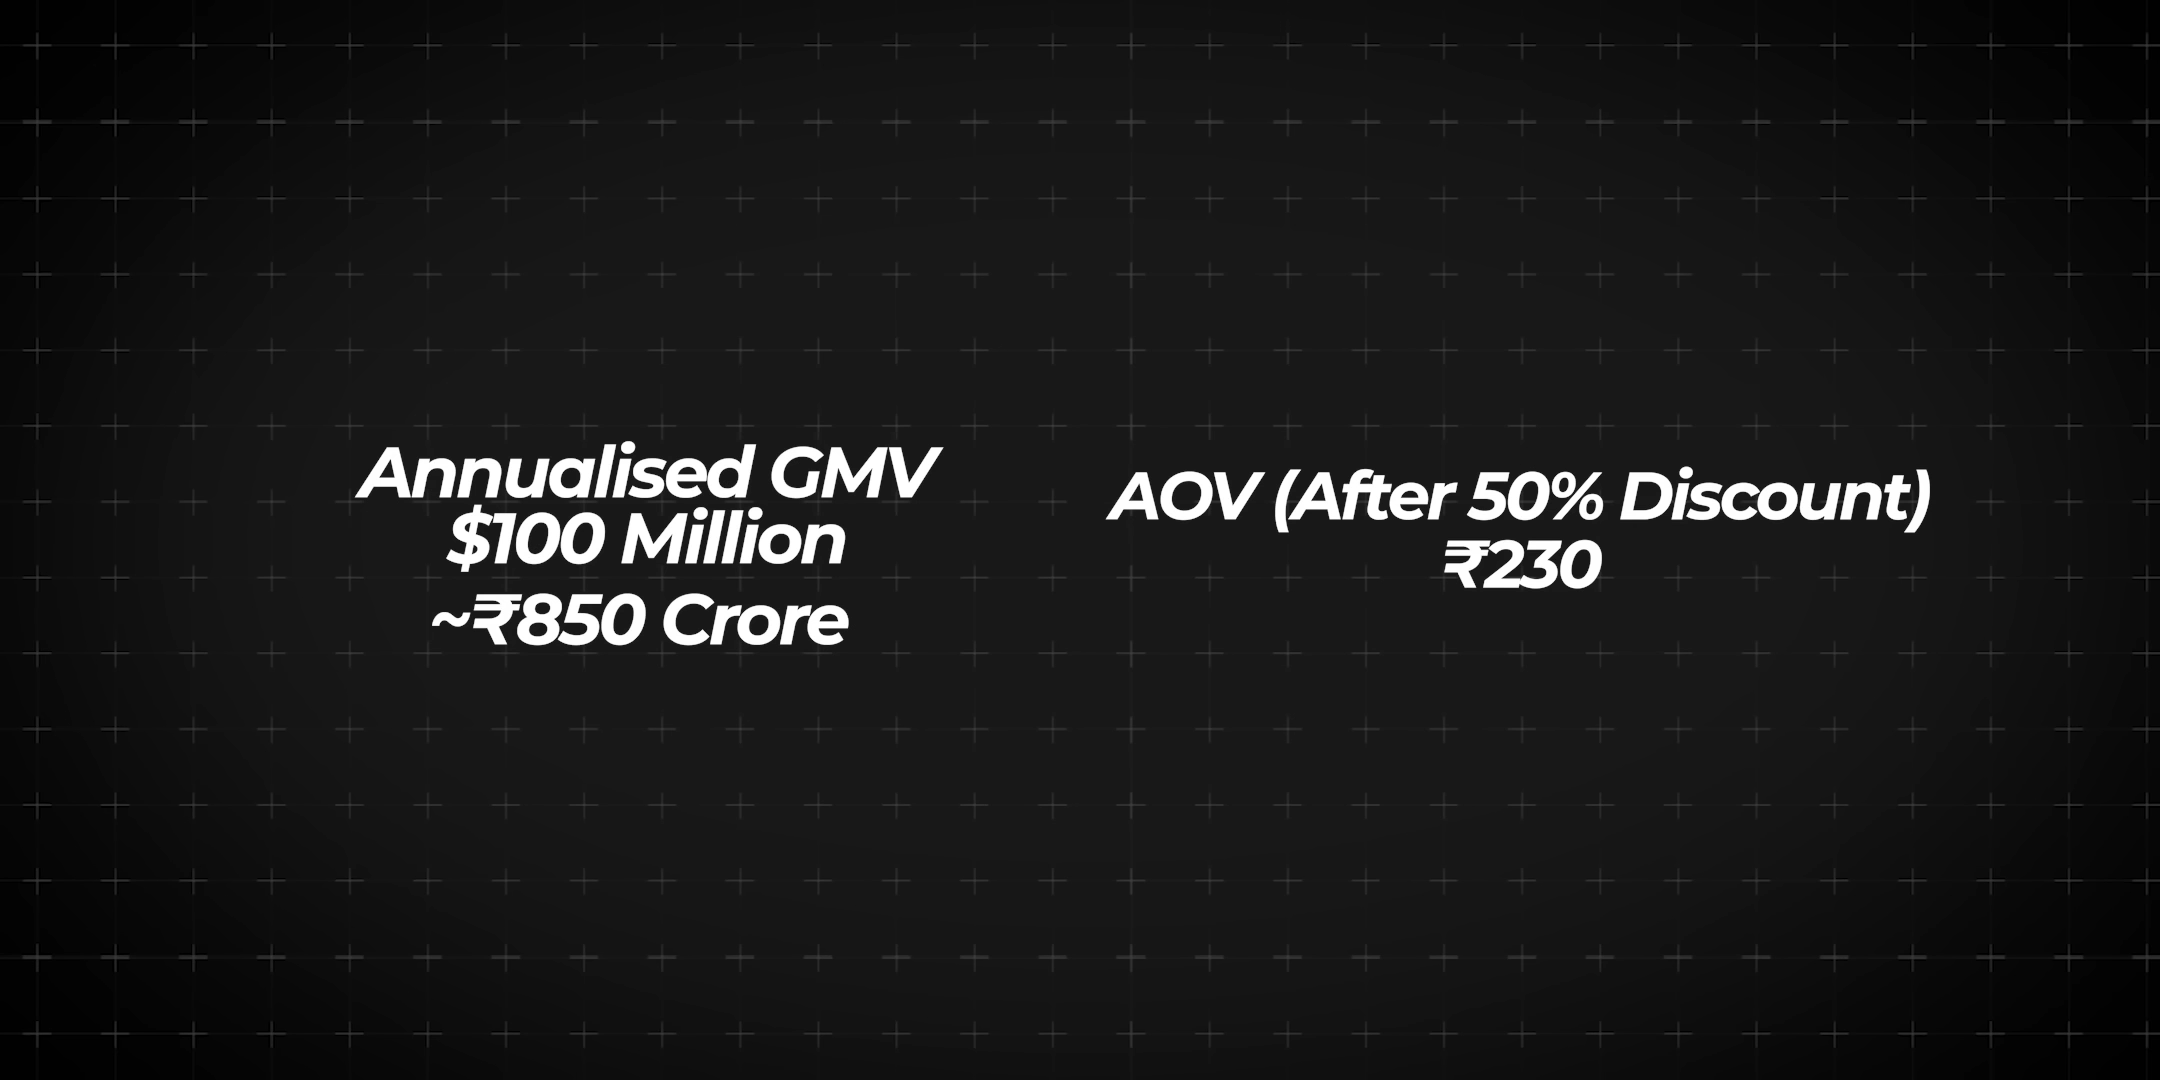 Annualised GMV
$100 Million
~₹850 Crore
AOV (After 50% Discount)
₹230